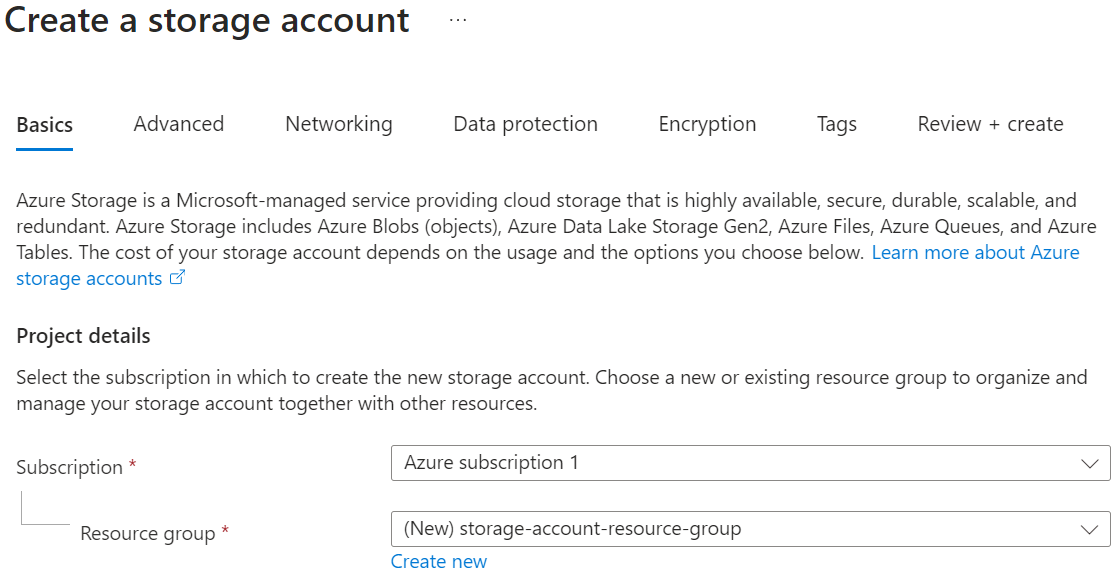 Create a storage account ...
Basics Advanced Networking Data protection Encryption Tags Review + create
Azure Storage is a Microsoft-managed service providing cloud storage that is highly available, secure, durable, scalable, and
redundant. Azure Storage includes Azure Blobs (objects), Azure Data Lake Storage Gen2, Azure Files, Azure Queues, and Azure
Tables. The cost of your storage account depends on the usage and the options you choose below. Learn more about Azure
storage accounts
Project details
Select the subscription in which to create the new storage account. Choose a new or existing resource group to organize and
manage your storage account together with other resources.
Subscription * Azure subscription 1
Resource group * (New) storage-account-resource-group
Create new